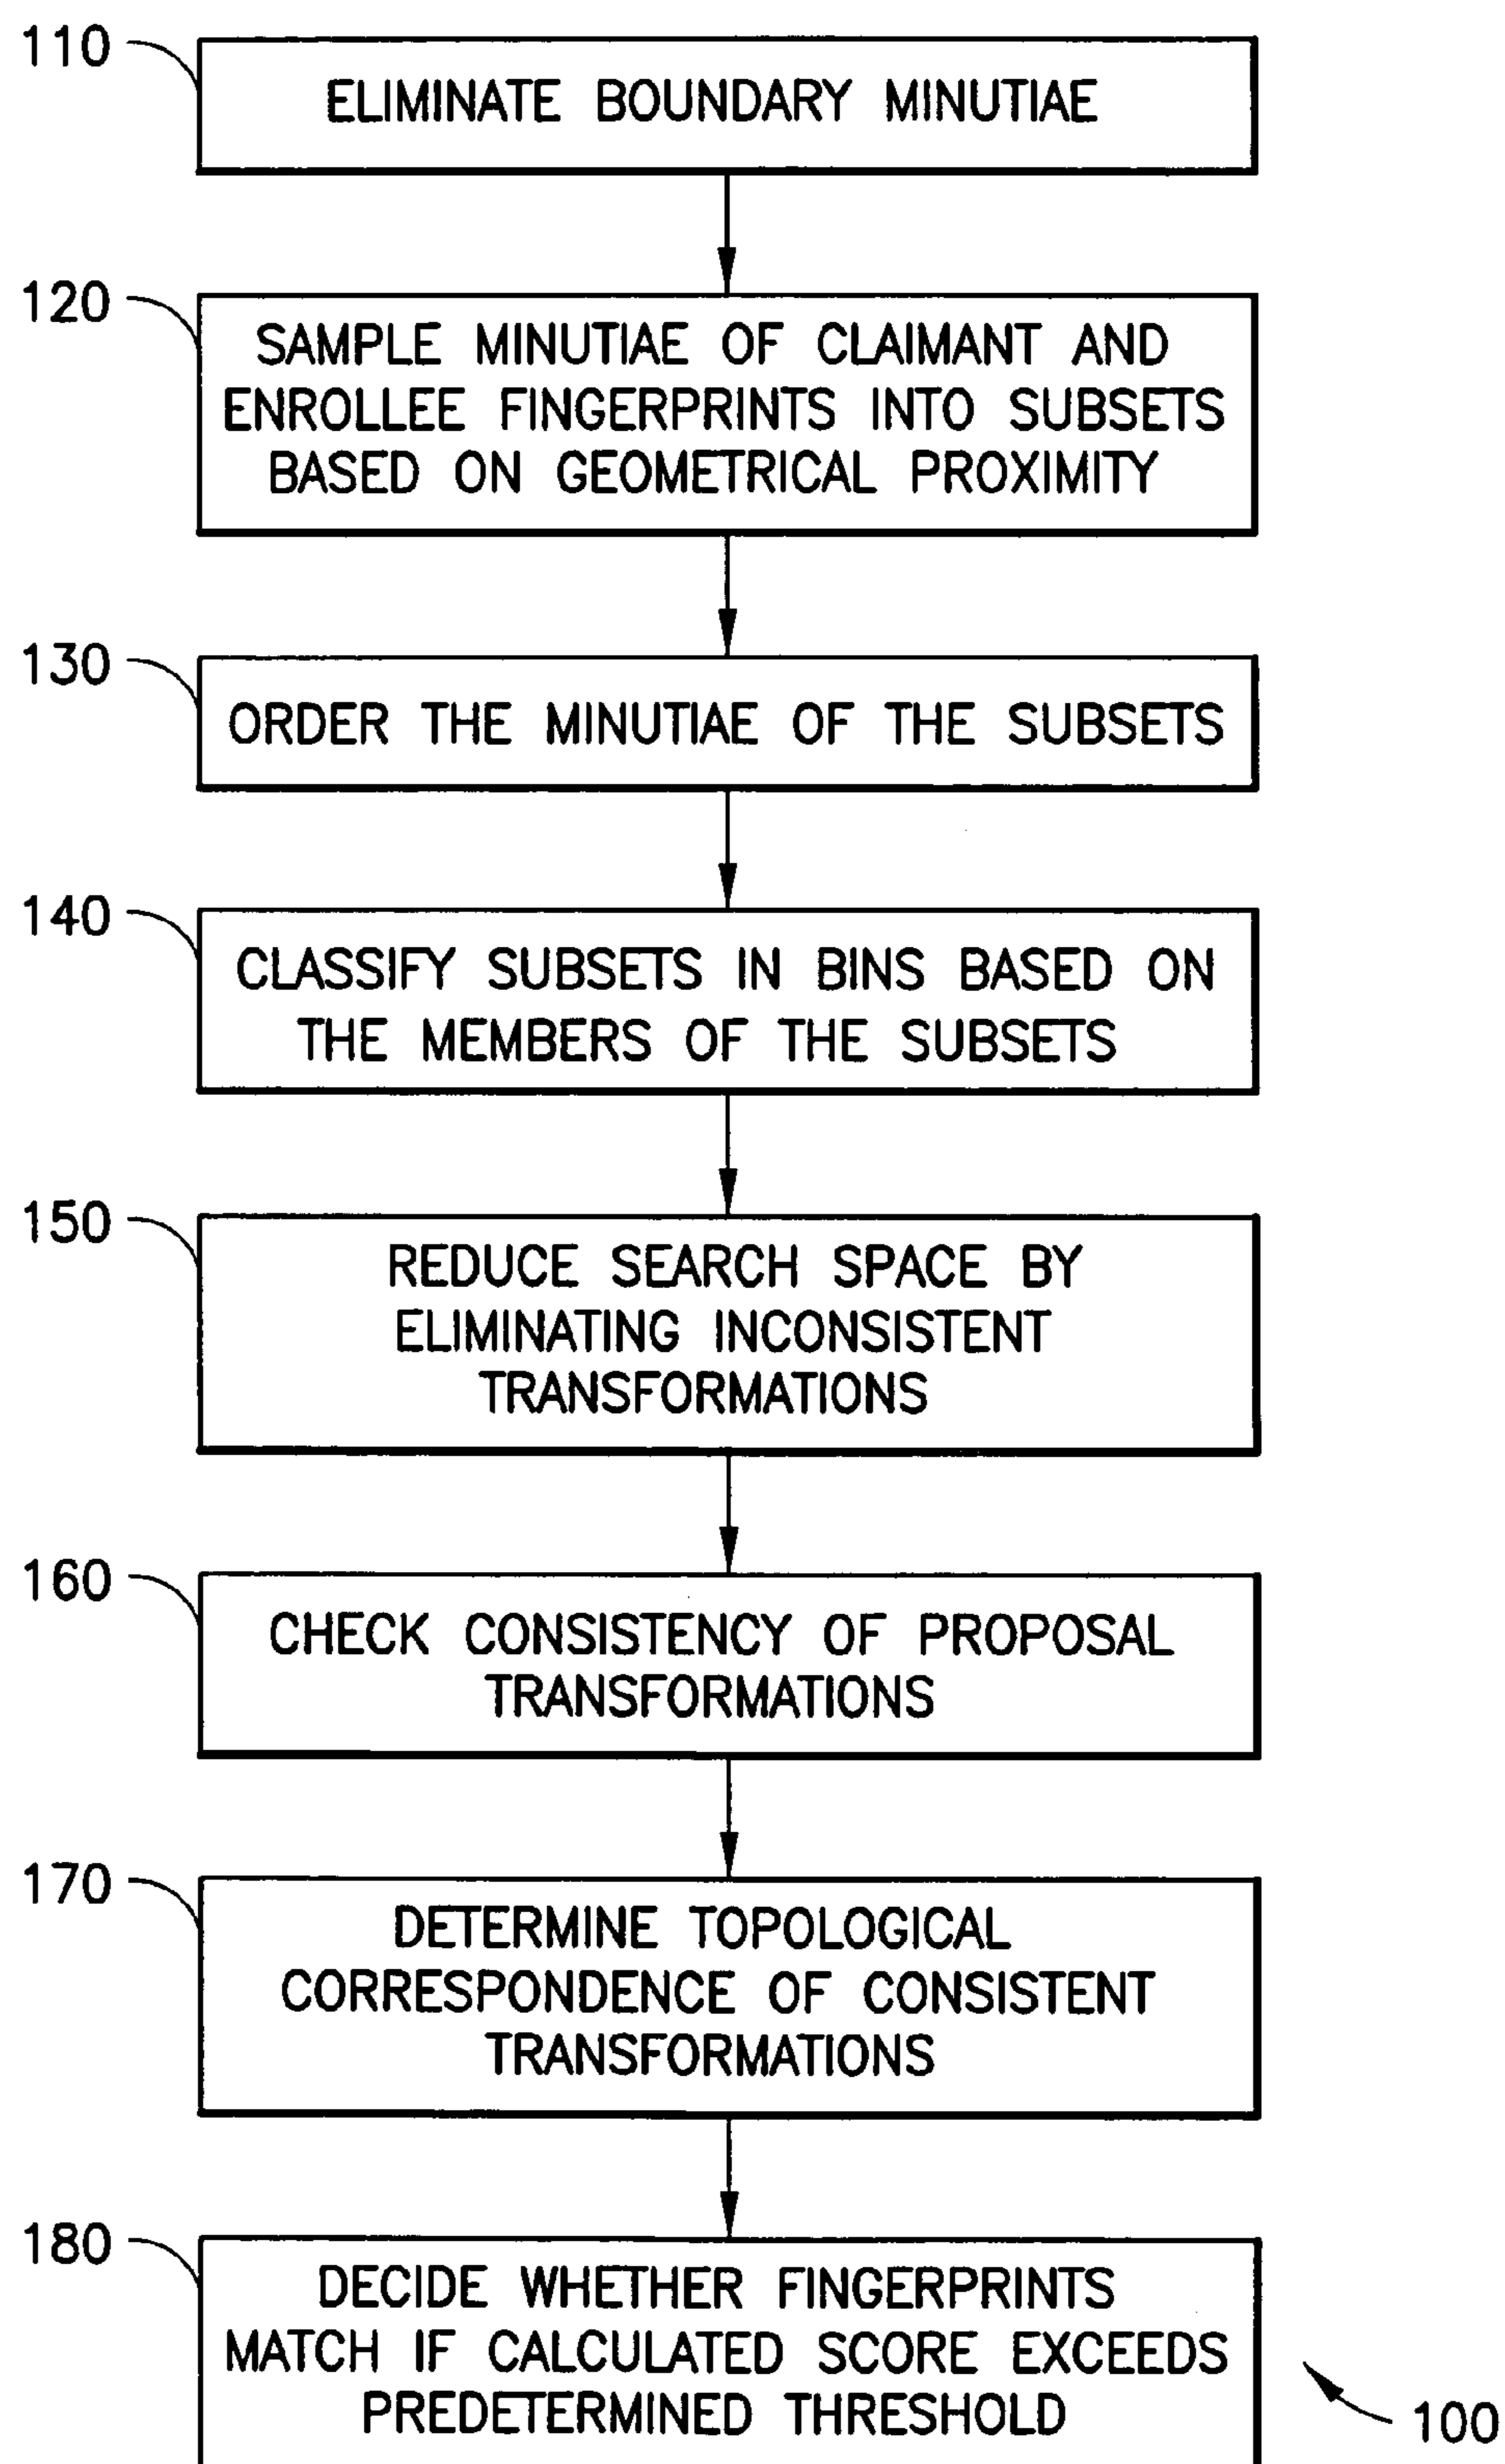 110
ELIMINATE BOUNDARY MINUTIAE
120
SAMPLE MINUTIAE OF CLAIMANT AND
ENROLLEE FINGERPRINTS INTO SUBSETS
BASED ON GEOMETRICAL PROXIMITY
130
ORDER THE MINUTIAE OF THE SUBSETS
140
CLASSIFY SUBSETS IN BINS BASED ON
THE MEMBERS OF THE SUBSETS
150
REDUCE SEARCH SPACE BY
ELIMINATING INCONSISTENT
TRANSFORMATIONS
160
CHECK CONSISTENCY OF PROPOSAL
TRANSFORMATIONS
170
DETERMINE TOPOLOGICAL
CORRESPONDENCE OF CONSISTENT
TRANSFORMATIONS
180
DECIDE WHETHER FINGERPRINTS
MATCH IF CALCULATED SCORE EXCEEDS
PREDETERMINED THRESHOLD
100